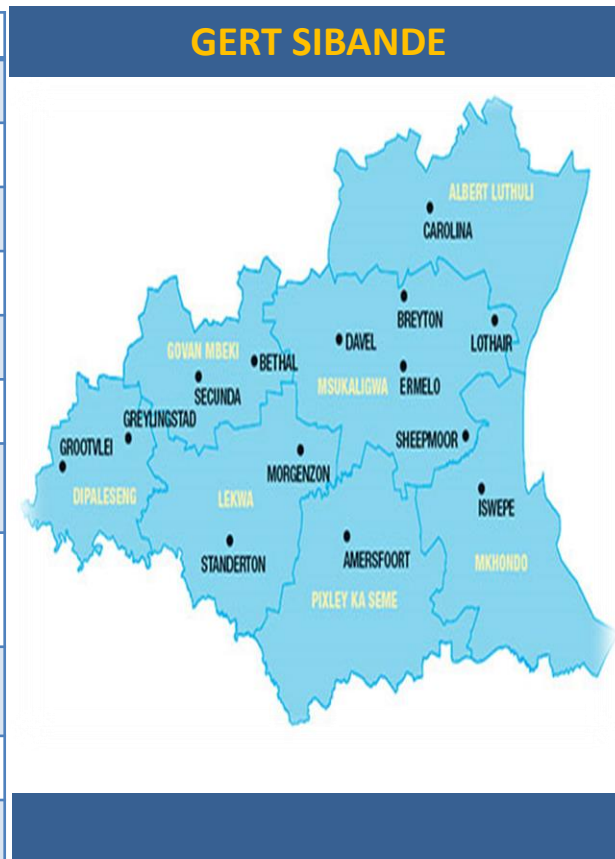 GERT SIBANDE
ALBERT LUTHULI
CAROLINA
BREYTON
LOTHAIR
DAVEL
GOVAN MBEKI
BETHAL
MSUKALIGWA
ERMELO
SECUNDA
GREYLINGSTAD
SHEEPMOOR
GROOTVLEI
MORGENZON
DIPALESENG
LEKWA
ISWEPE
STANDERTON
AMERSFOORT
MKHONDO
PIXLEY KA SEME